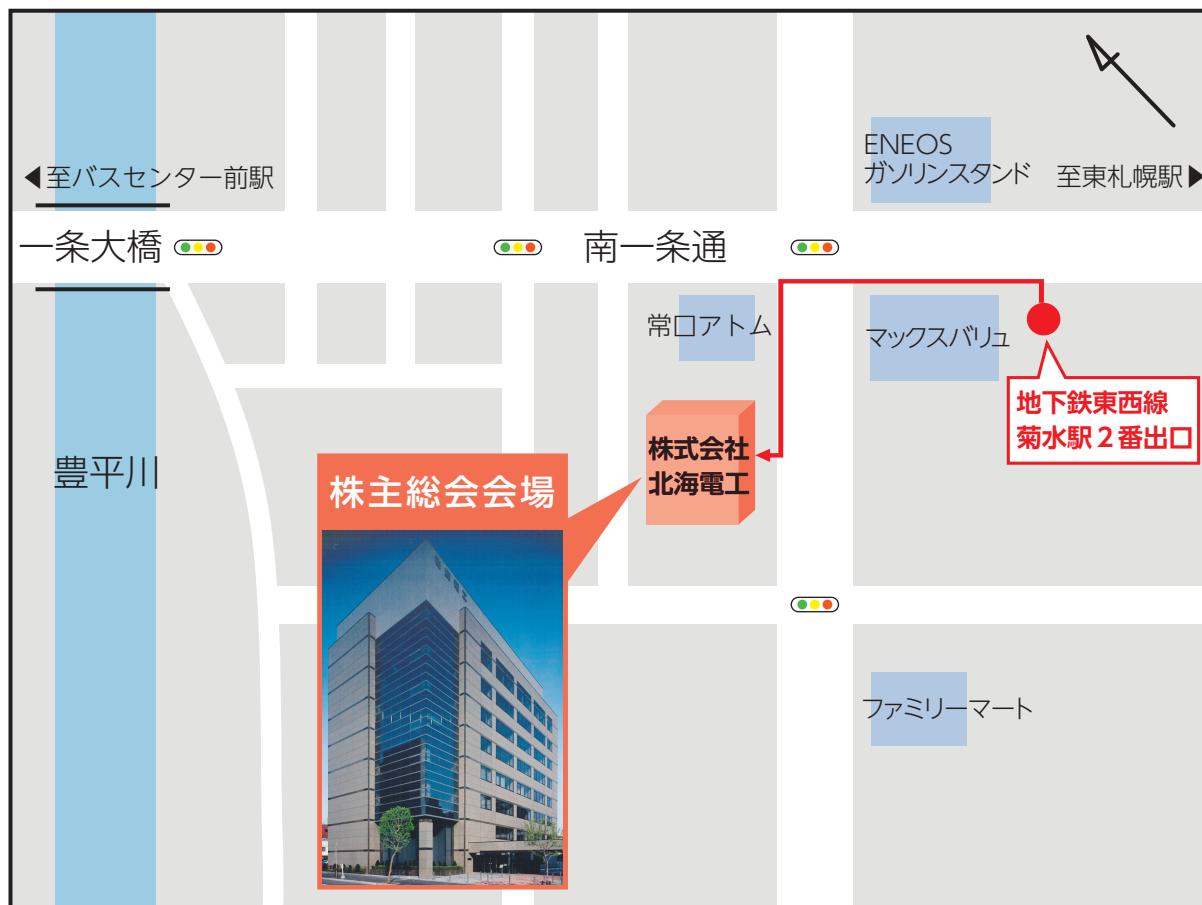 ENEOS
ガソリンスタンド
◀至バスセンター前駅
至東札幌駅▶
一条大橋
南一条通
常口アトム
マックスバリュ
地下鉄東西線
菊水駅2番出口
株式会社
北海電工
豊平川
株主総会会場
ファミリーマート